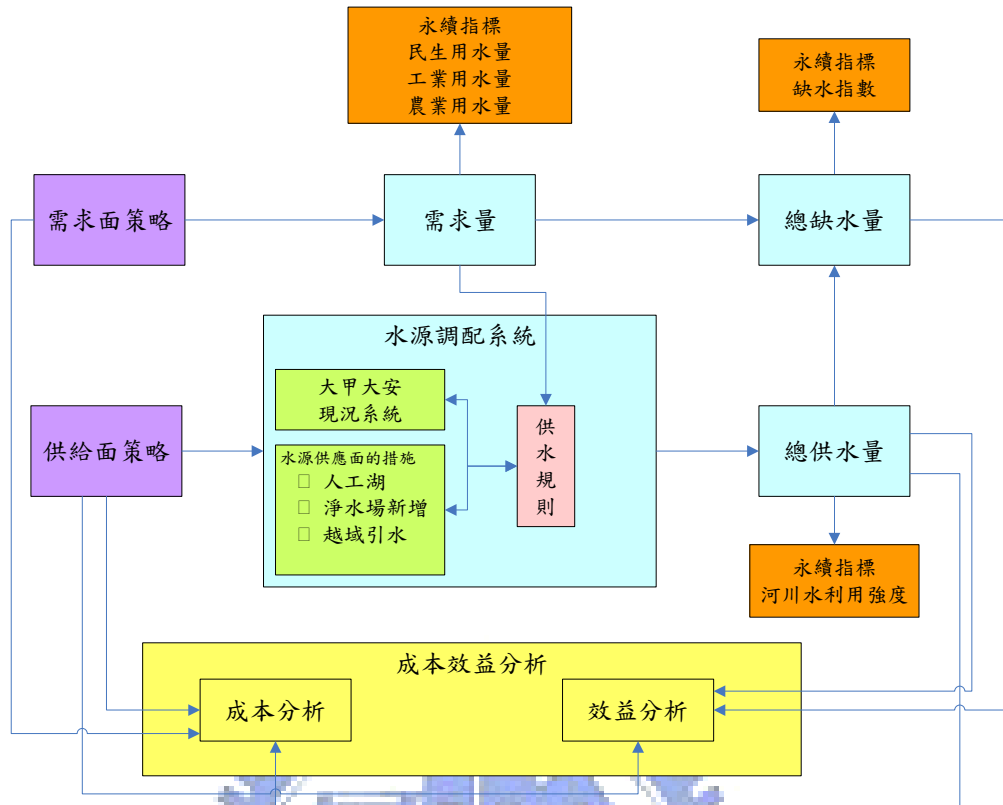 永續指標
民生用水量
工業用水量
農業用水量
永續指標
缺水指數
需求面策略
需求量
總缺水量
水源調配系統
大甲大安
現況系統
水源供應面的措施
□ 人工湖
□ 淨水場新增
□ 越域引水
供
水
規
則
供給面策略
總供水量
永續指標
河川水利用強度
成本效益分析
成本分析
效益分析